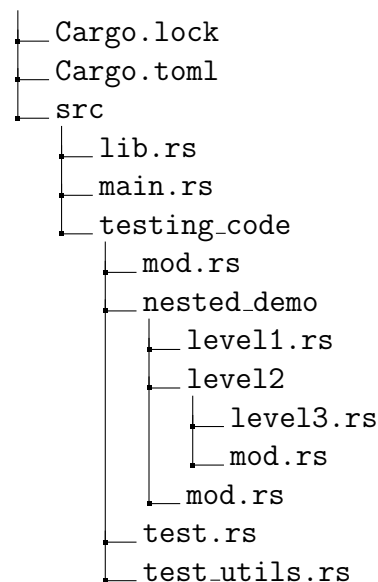 Cargo.lock
Cargo.toml
src
lib.rs
main.rs
testing_code
mod.rs
nested_demo
level1.rs
level2
level3.rs
mod.rs
mod.rs
test.rs
test_utils.rs